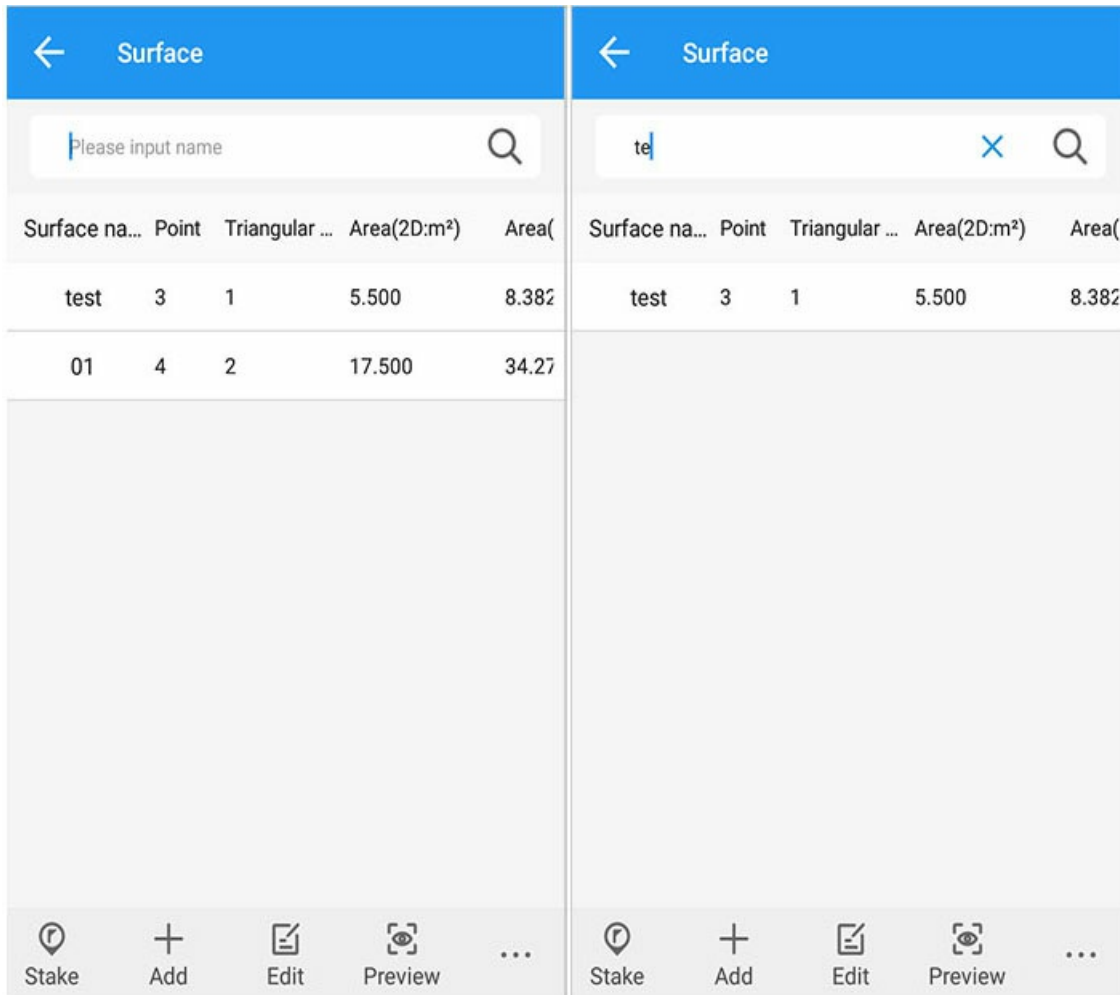 Surface
Please input name
Surface na... Point Triangular ... Area(2D:m²) Area(
test 3 1 5.500 8.382
01 4 2 17.500 34.27
Stake Add Edit Preview ...
Surface
te
Surface na... Point Triangular ... Area(2D:m²) Area(
test 3 1 5.500 8.382
Stake Add Edit Preview ...